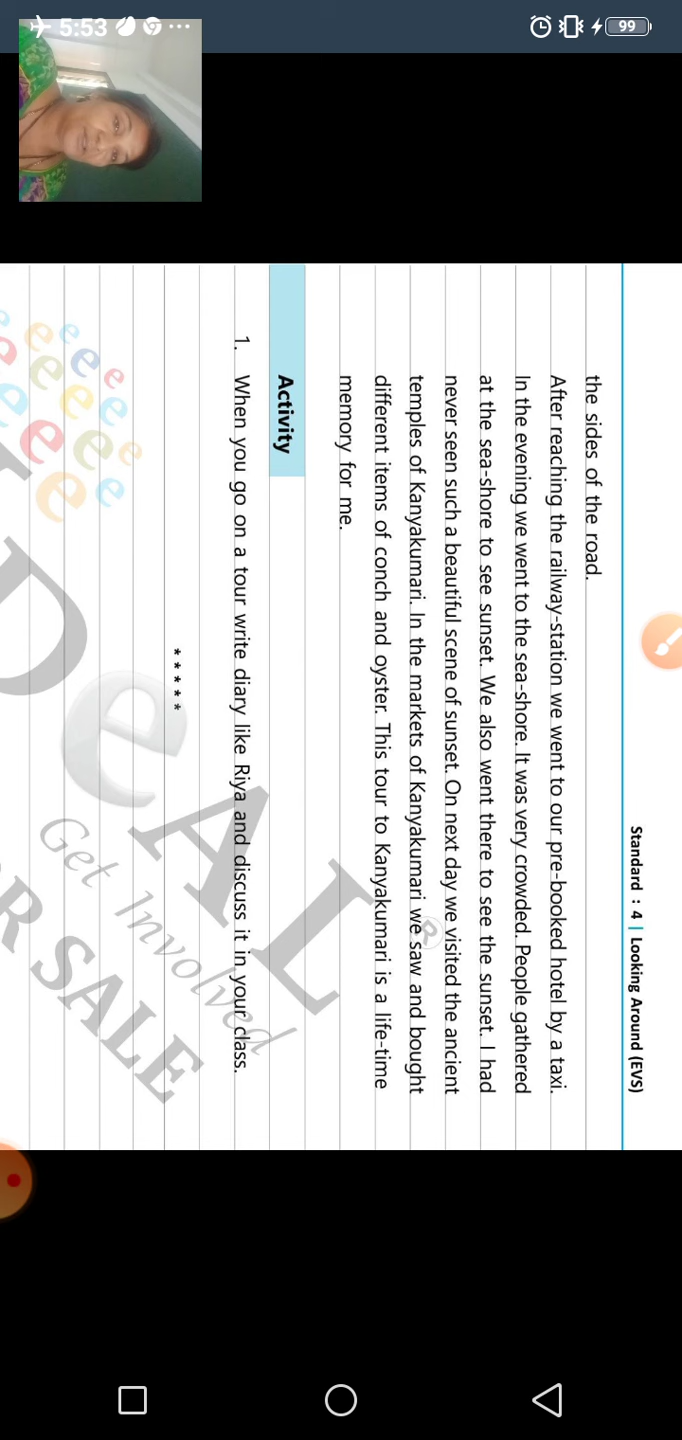 5:53
99
Standard : 4 | Looking Around (EVS)
the sides of the road.
After reaching the railway-station we went to our pre-booked hotel by a taxi.
In the evening we went to the sea-shore. It was very crowded. People gathered
at the sea-shore to see sunset. We also went there to see the sunset. I had
never seen such a beautiful scene of sunset. On next day we visited the ancient
temples of Kanyakumari. In the markets of Kanyakumari we saw and bought
different items of conch and oyster. This tour to Kanyakumari is a life-time
memory for me.
Activity
1. When you go on a tour write diary like Riya and discuss it in your class.
*****
DeAL
®
Get Involved
R SALE